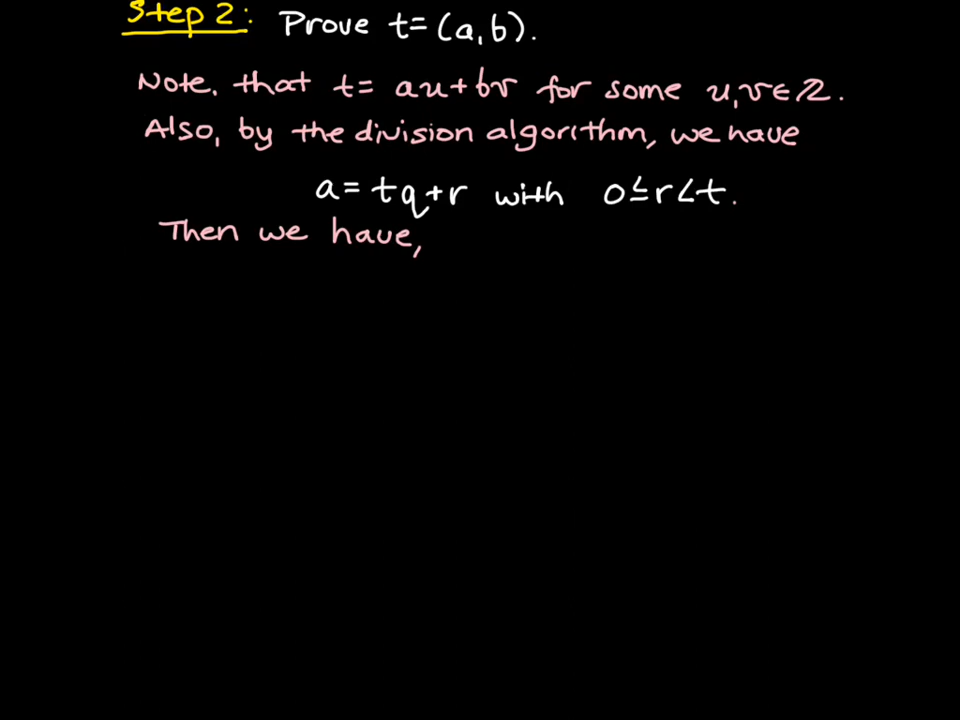 Step 2: Prove t=(a,b).
Note, that t= au+bv for some u,v∈ℤ.
Also, by the division algorithm, we have
a=tq+r with 0≤r<t.
Then we have,